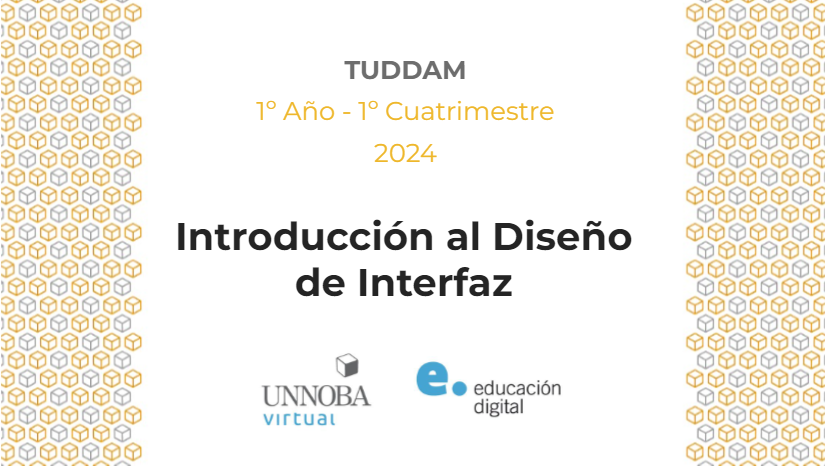 TUDDAM
1º Año - 1º Cuatrimestre
2024
Introducción al Diseño
de Interfaz
UNNOBA
virtual
e.
educación
digital